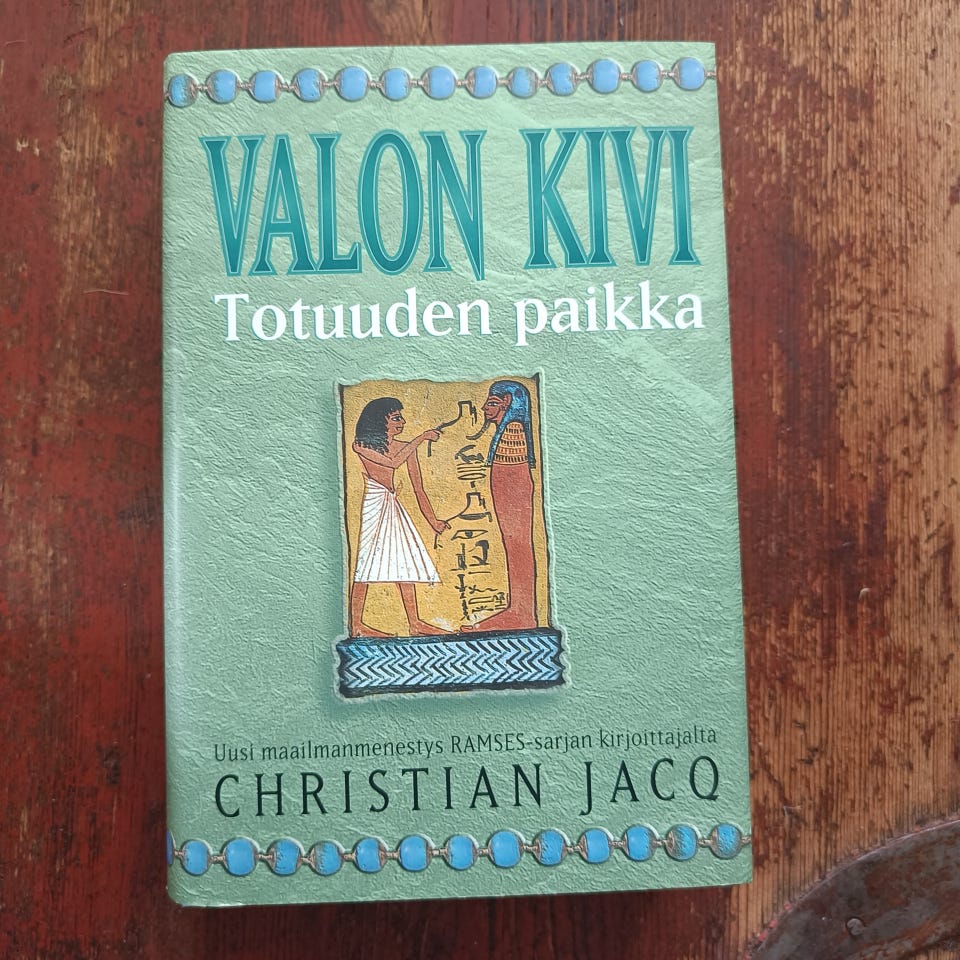 VALON KIVI
Totuuden paikka
Uusi maailmanmenestys RAMSES-sarjan kirjoittajalta
CHRISTIAN JACQ